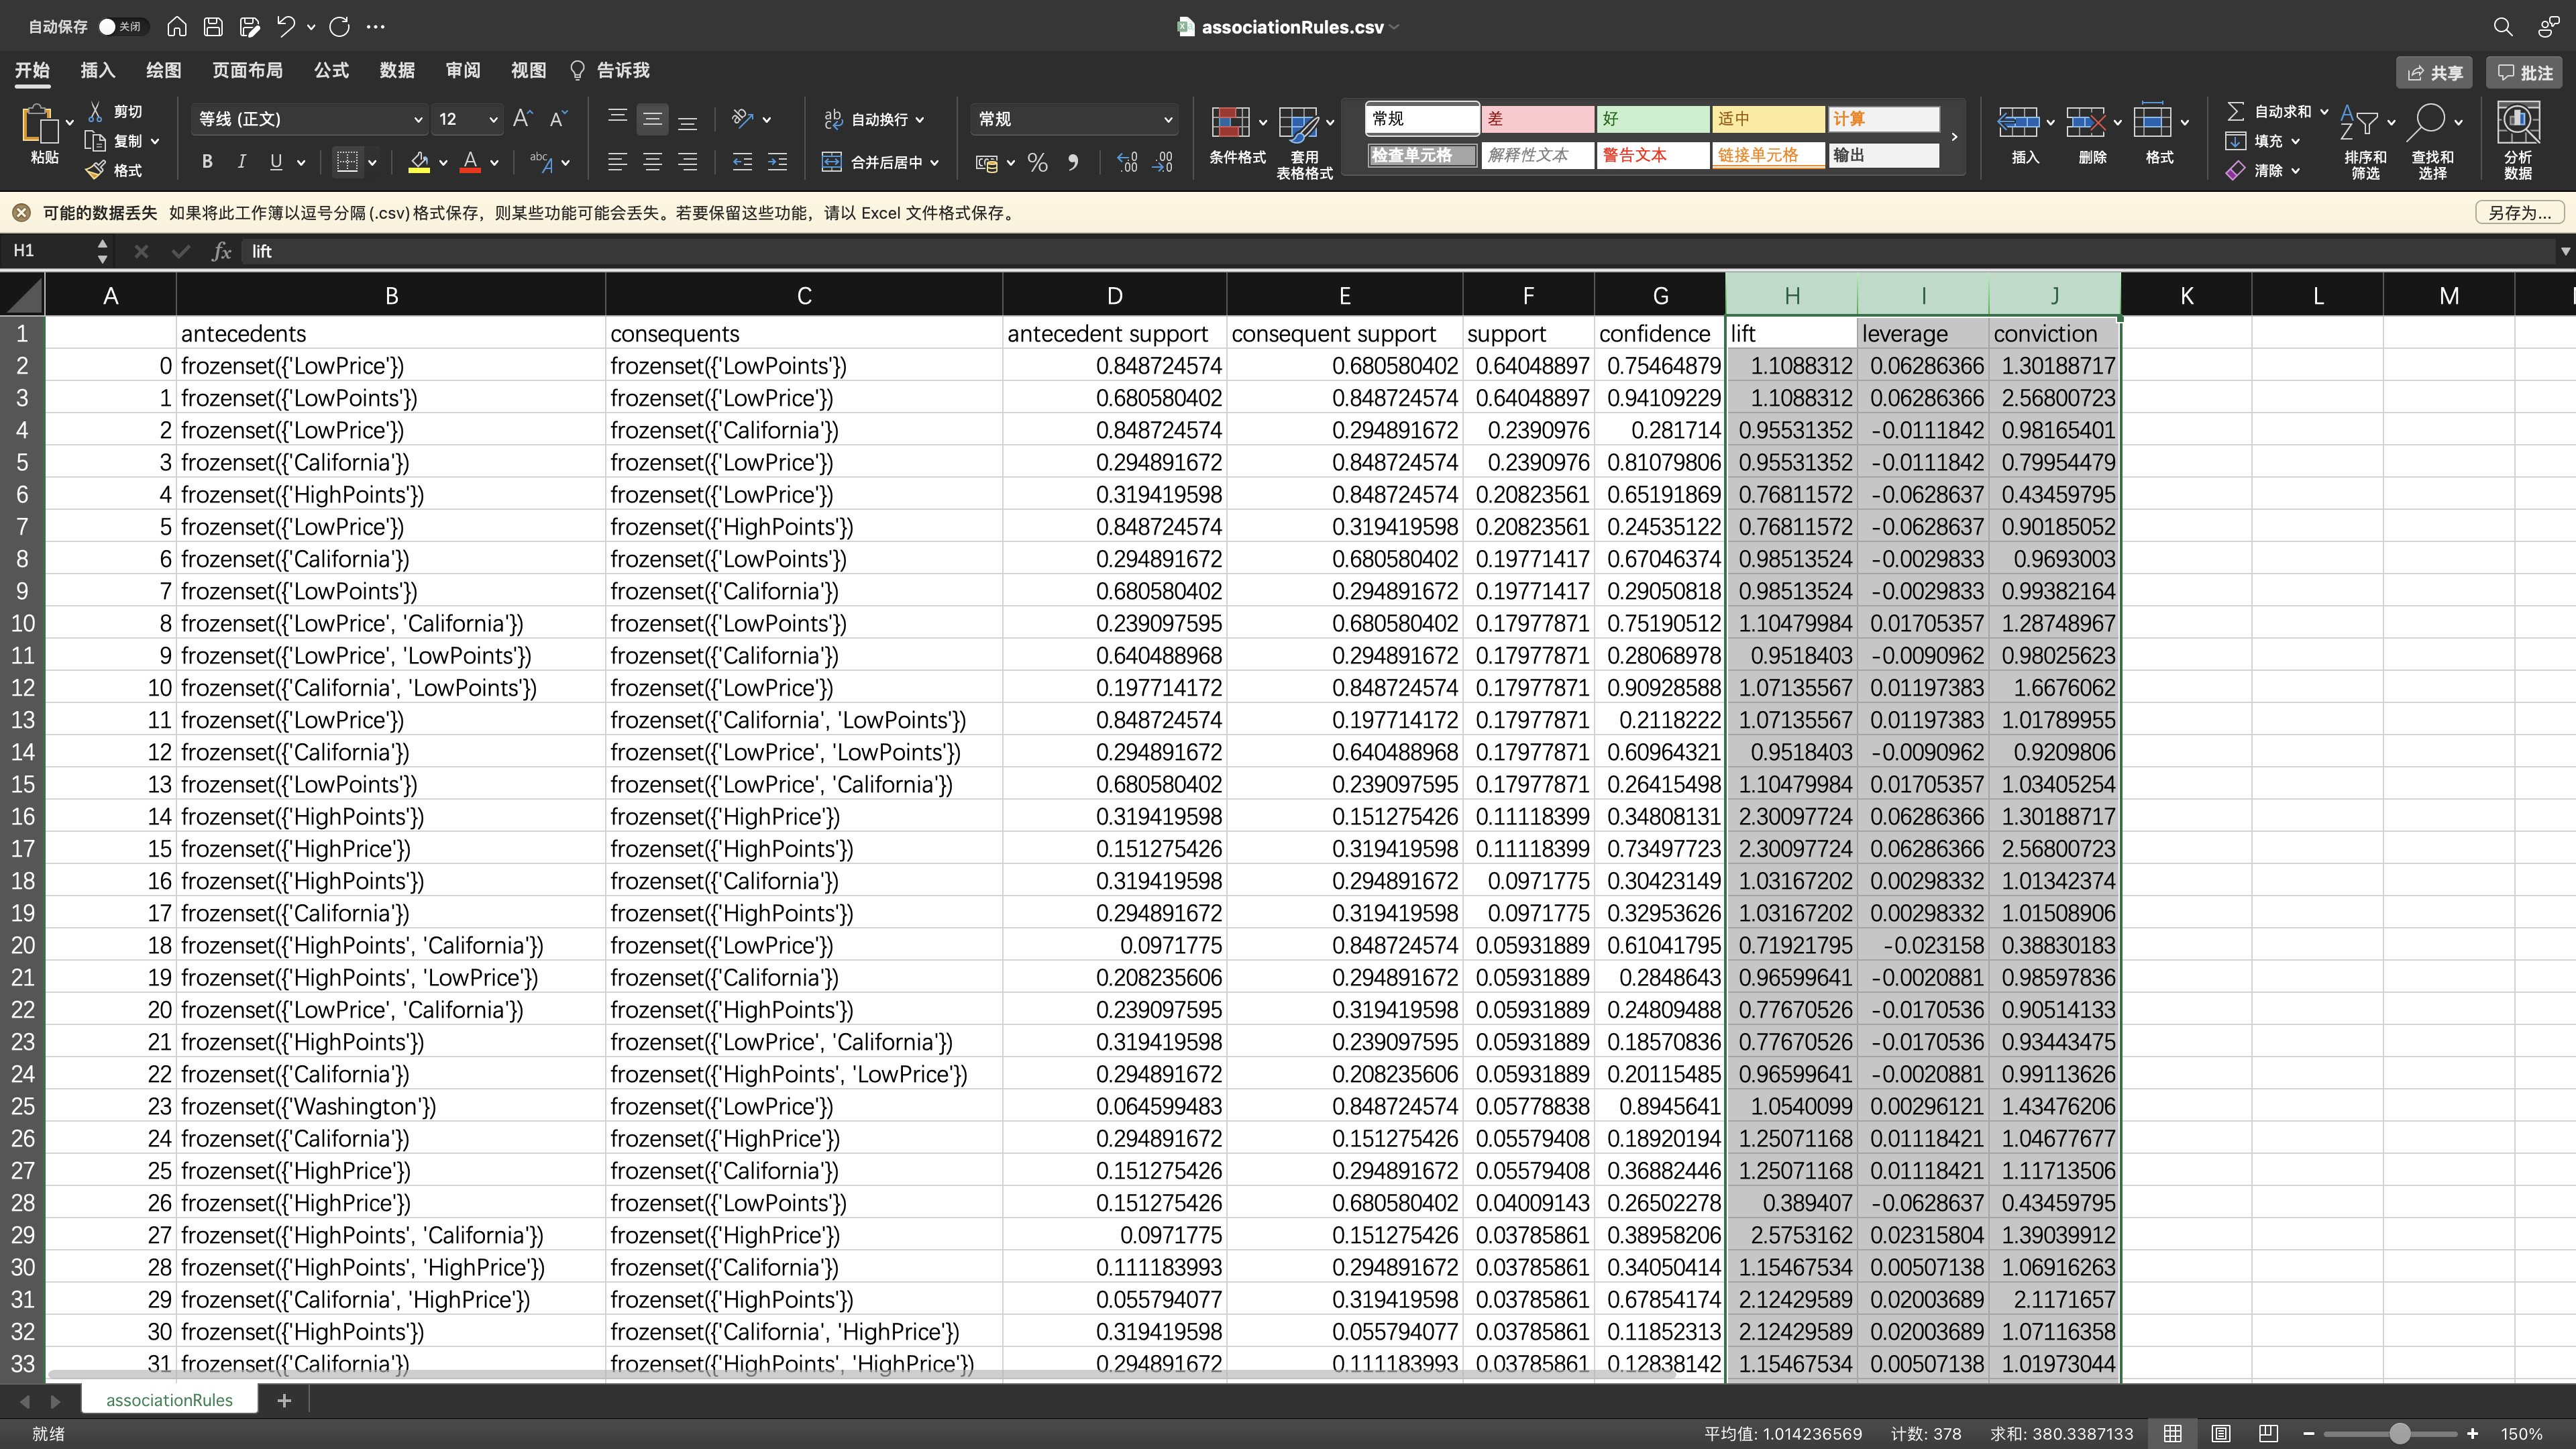 自动保存 关闭 associationRules.csv
开始 插入 绘图 页面布局 公式 数据 审阅 视图 告诉我 共享 批注
粘贴 剪切 复制 格式 等线 (正文) 12 A A B I U A abc A ab c 自动换行 合并后居中 常规 % .00 .0 条件格式 套用 表格格式 常规 差 好 适中 计算 检查单元格 解释性文本 警告文本 链接单元格 输出 插入 删除 格式 自动求和 填充 清除 排序和 筛选 查找和 选择 分析 数据
可能的数据丢失 如果将此工作簿以逗号分隔(.csv)格式保存，则某些功能可能会丢失。若要保留这些功能，请以 Excel 文件格式保存。 另存为...
H1 fx lift
A B C D E F G H I J K L M
1 antecedents consequents antecedent support consequent support support confidence lift leverage conviction
2 0 frozenset({'LowPrice'}) frozenset({'LowPoints'}) 0.848724574 0.680580402 0.64048897 0.75464879 1.1088312 0.06286366 1.30188717
3 1 frozenset({'LowPoints'}) frozenset({'LowPrice'}) 0.680580402 0.848724574 0.64048897 0.94109229 1.1088312 0.06286366 2.56800723
4 2 frozenset({'LowPrice'}) frozenset({'California'}) 0.848724574 0.294891672 0.2390976 0.281714 0.95531352 -0.0111842 0.98165401
5 3 frozenset({'California'}) frozenset({'LowPrice'}) 0.294891672 0.848724574 0.2390976 0.81079806 0.95531352 -0.0111842 0.79954479
6 4 frozenset({'HighPoints'}) frozenset({'LowPrice'}) 0.319419598 0.848724574 0.20823561 0.65191869 0.76811572 -0.0628637 0.43459795
7 5 frozenset({'LowPrice'}) frozenset({'HighPoints'}) 0.848724574 0.319419598 0.20823561 0.24535122 0.76811572 -0.0628637 0.90185052
8 6 frozenset({'California'}) frozenset({'LowPoints'}) 0.294891672 0.680580402 0.19771417 0.67046374 0.98513524 -0.0029833 0.9693003
9 7 frozenset({'LowPoints'}) frozenset({'California'}) 0.680580402 0.294891672 0.19771417 0.29050818 0.98513524 -0.0029833 0.99382164
10 8 frozenset({'LowPrice', 'California'}) frozenset({'LowPoints'}) 0.239097595 0.680580402 0.17977871 0.75190512 1.10479984 0.01705357 1.28748967
11 9 frozenset({'LowPrice', 'LowPoints'}) frozenset({'California'}) 0.640488968 0.294891672 0.17977871 0.28068978 0.9518403 -0.0090962 0.98025623
12 10 frozenset({'California', 'LowPoints'}) frozenset({'LowPrice'}) 0.197714172 0.848724574 0.17977871 0.90928588 1.07135567 0.01197383 1.6676062
13 11 frozenset({'LowPrice'}) frozenset({'California', 'LowPoints'}) 0.848724574 0.197714172 0.17977871 0.2118222 1.07135567 0.01197383 1.01789955
14 12 frozenset({'California'}) frozenset({'LowPrice', 'LowPoints'}) 0.294891672 0.640488968 0.17977871 0.60964321 0.9518403 -0.0090962 0.9209806
15 13 frozenset({'LowPoints'}) frozenset({'LowPrice', 'California'}) 0.680580402 0.239097595 0.17977871 0.26415498 1.10479984 0.01705357 1.03405254
16 14 frozenset({'HighPoints'}) frozenset({'HighPrice'}) 0.319419598 0.151275426 0.11118399 0.34808131 2.30097724 0.06286366 1.30188717
17 15 frozenset({'HighPrice'}) frozenset({'HighPoints'}) 0.151275426 0.319419598 0.11118399 0.73497723 2.30097724 0.06286366 2.56800723
18 16 frozenset({'HighPoints'}) frozenset({'California'}) 0.319419598 0.294891672 0.0971775 0.30423149 1.03167202 0.00298332 1.01342374
19 17 frozenset({'California'}) frozenset({'HighPoints'}) 0.294891672 0.319419598 0.0971775 0.32953626 1.03167202 0.00298332 1.01508906
20 18 frozenset({'HighPoints', 'California'}) frozenset({'LowPrice'}) 0.0971775 0.848724574 0.05931889 0.61041795 0.71921795 -0.023158 0.38830183
21 19 frozenset({'HighPoints', 'LowPrice'}) frozenset({'California'}) 0.208235606 0.294891672 0.05931889 0.2848643 0.96599641 -0.0020881 0.98597836
22 20 frozenset({'LowPrice', 'California'}) frozenset({'HighPoints'}) 0.239097595 0.319419598 0.05931889 0.24809488 0.77670526 -0.0170536 0.90514133
23 21 frozenset({'HighPoints'}) frozenset({'LowPrice', 'California'}) 0.319419598 0.239097595 0.05931889 0.18570836 0.77670526 -0.0170536 0.93443475
24 22 frozenset({'California'}) frozenset({'HighPoints', 'LowPrice'}) 0.294891672 0.208235606 0.05931889 0.20115485 0.96599641 -0.0020881 0.99113626
25 23 frozenset({'Washington'}) frozenset({'LowPrice'}) 0.064599483 0.848724574 0.05778838 0.8945641 1.0540099 0.00296121 1.43476206
26 24 frozenset({'California'}) frozenset({'HighPrice'}) 0.294891672 0.151275426 0.05579408 0.18920194 1.25071168 0.01118421 1.04677677
27 25 frozenset({'HighPrice'}) frozenset({'California'}) 0.151275426 0.294891672 0.05579408 0.36882446 1.25071168 0.01118421 1.11713506
28 26 frozenset({'HighPrice'}) frozenset({'LowPoints'}) 0.151275426 0.680580402 0.04009143 0.26502278 0.389407 -0.0628637 0.43459795
29 27 frozenset({'HighPoints', 'California'}) frozenset({'HighPrice'}) 0.0971775 0.151275426 0.03785861 0.38958206 2.5753162 0.02315804 1.39039912
30 28 frozenset({'HighPoints', 'HighPrice'}) frozenset({'California'}) 0.111183993 0.294891672 0.03785861 0.34050414 1.15467534 0.00507138 1.06916263
31 29 frozenset({'California', 'HighPrice'}) frozenset({'HighPoints'}) 0.055794077 0.319419598 0.03785861 0.67854174 2.12429589 0.02003689 2.1171657
32 30 frozenset({'HighPoints'}) frozenset({'California', 'HighPrice'}) 0.319419598 0.055794077 0.03785861 0.11852313 2.12429589 0.02003689 1.07116358
33 31 frozenset({'California'}) frozenset({'HighPoints', 'HighPrice'}) 0.294891672 0.111183993 0.03785861 0.12838142 1.15467534 0.00507138 1.01973044
associationRules
就绪 平均值: 1.014236569 计数: 378 求和: 380.3387133 150%